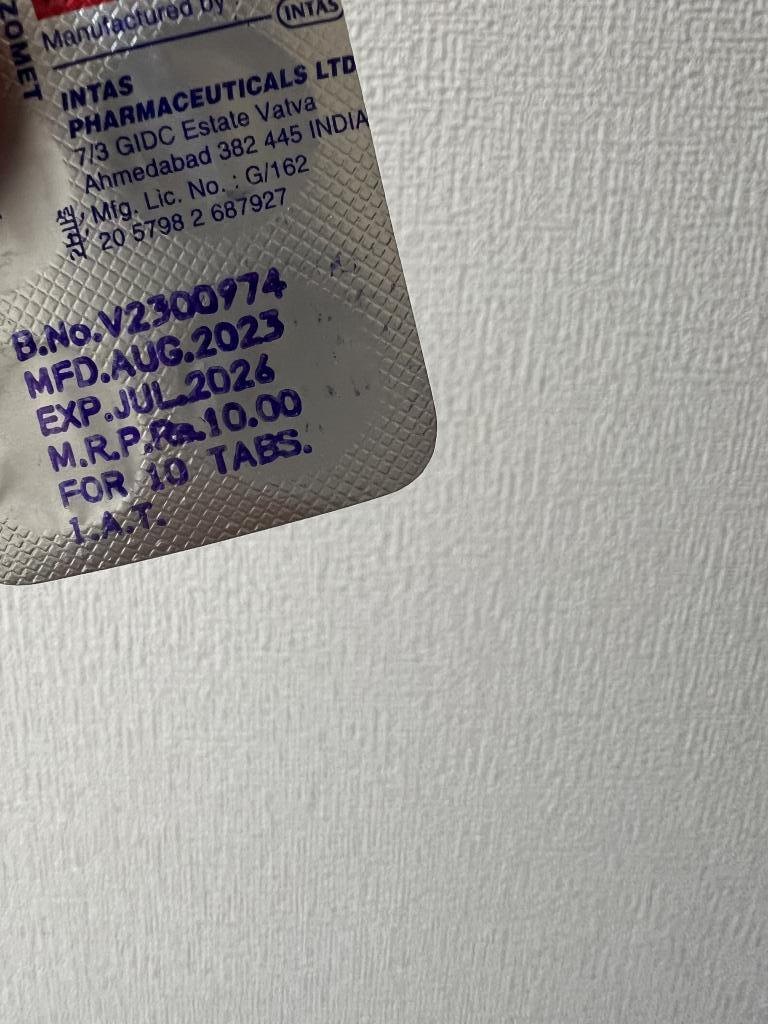 ZOMET
Manufactured by :
INTAS
INTAS
PHARMACEUTICALS LTD
7/3 GIDC Estate Vatva
Ahmedabad 382 445 INDIA
Mfg. Lic. No. : G/162
20 5798 2 687927
B.No.V2300974
MFD.AUG.2023
EXP.JUL.2026
M.R.P.Rs.10.00
FOR 10 TABS.
I.A.T.